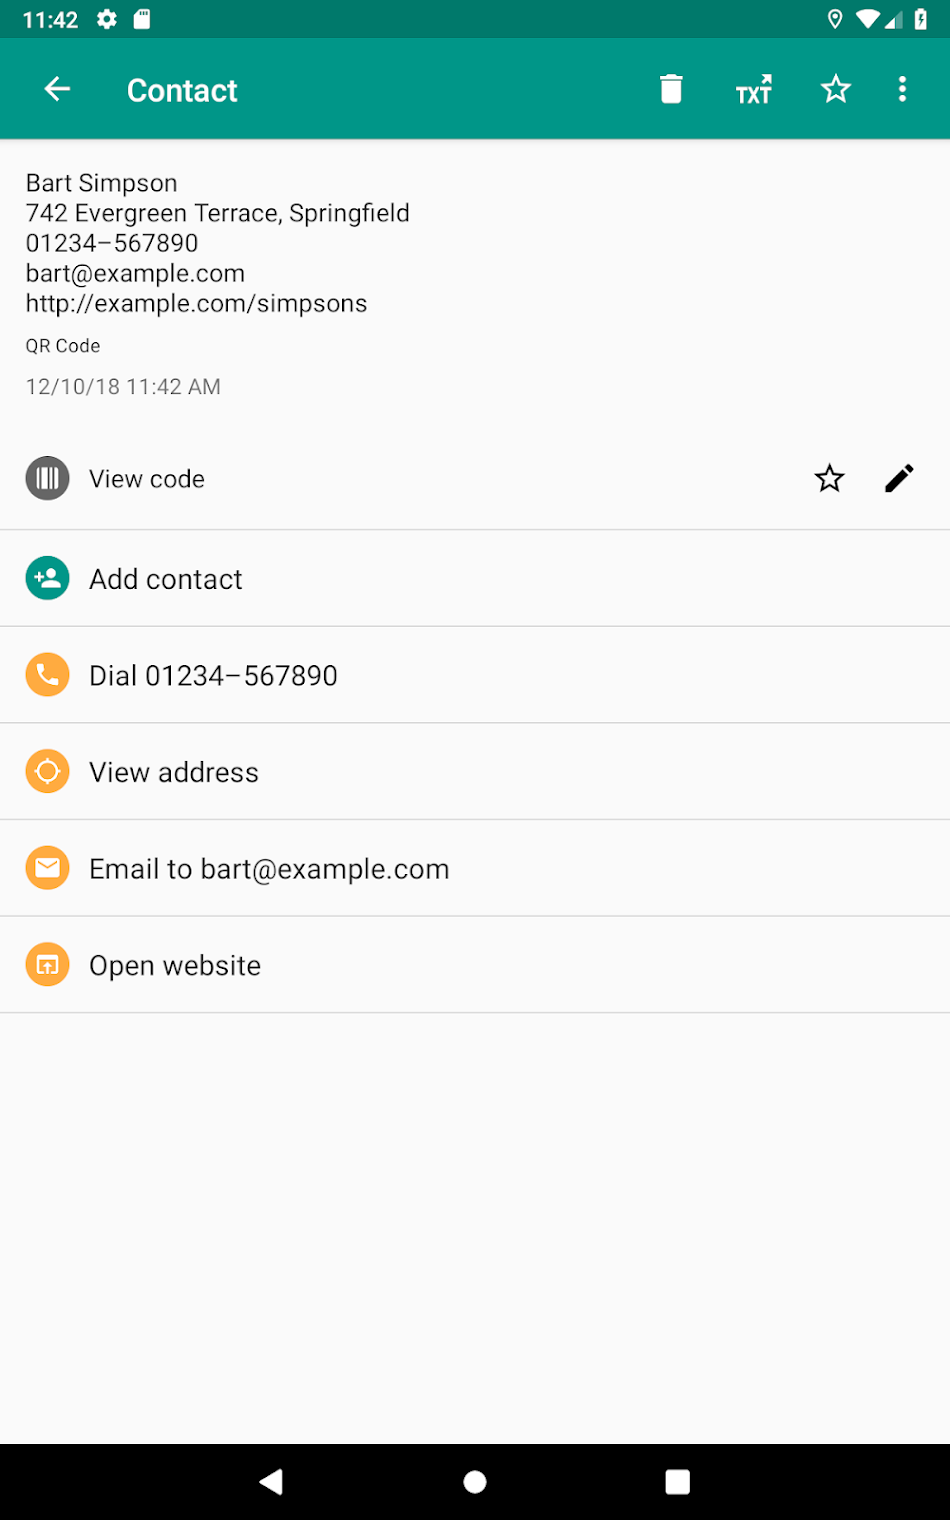 11:42
Contact
TXT
Bart Simpson
742 Evergreen Terrace, Springfield
01234–567890
bart@example.com
http://example.com/simpsons
QR Code
12/10/18 11:42 AM
View code
Add contact
Dial 01234–567890
View address
Email to bart@example.com
Open website